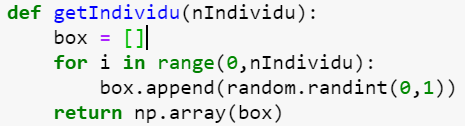 def getIndividu(nIndividu):
    box = []
    for i in range(0,nIndividu):
        box.append(random.randint(0,1))
    return np.array(box)